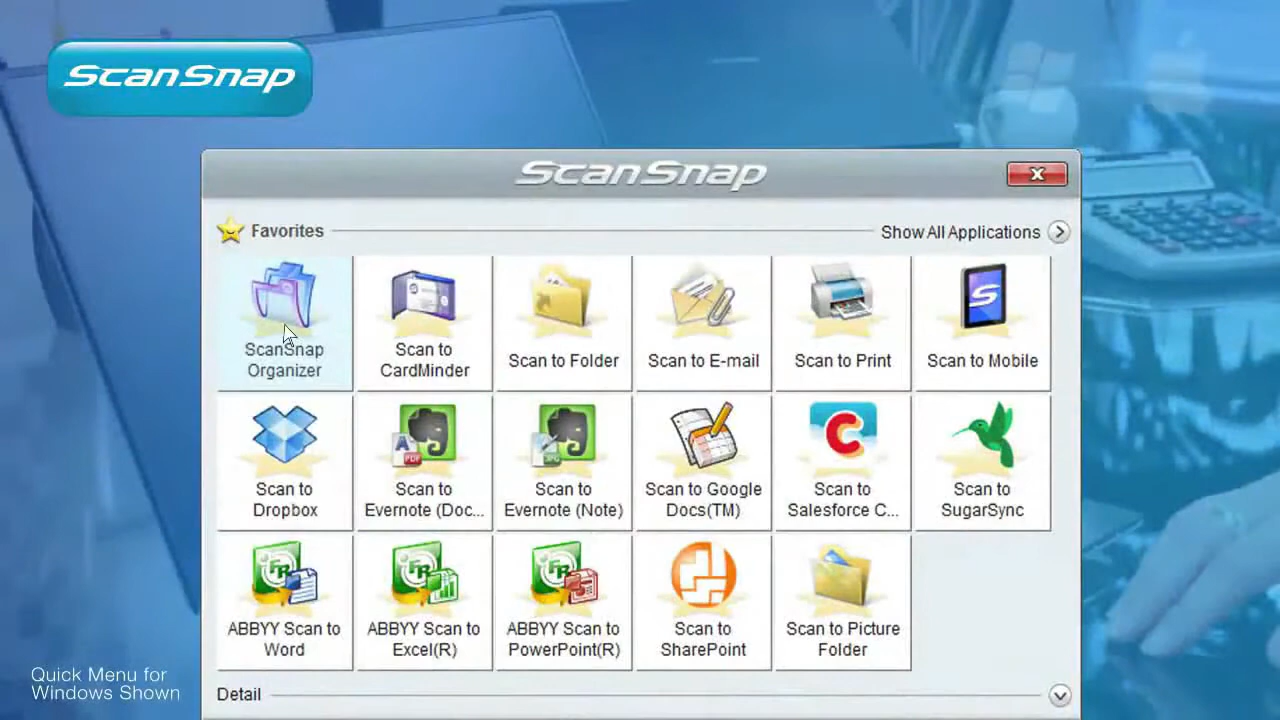 ScanSnap
ScanSnap
Favorites
Show All Applications
ScanSnap
Organizer
Scan to
CardMinder
Scan to Folder
Scan to E-mail
Scan to Print
Scan to Mobile
Scan to
Dropbox
Scan to
Evernote (Doc...
Scan to
Evernote (Note)
Scan to Google
Docs(TM)
Scan to
Salesforce C...
Scan to
SugarSync
ABBYY Scan to
Word
ABBYY Scan to
Excel(R)
ABBYY Scan to
PowerPoint(R)
Scan to
SharePoint
Scan to Picture
Folder
Detail
Quick Menu for
Windows Shown